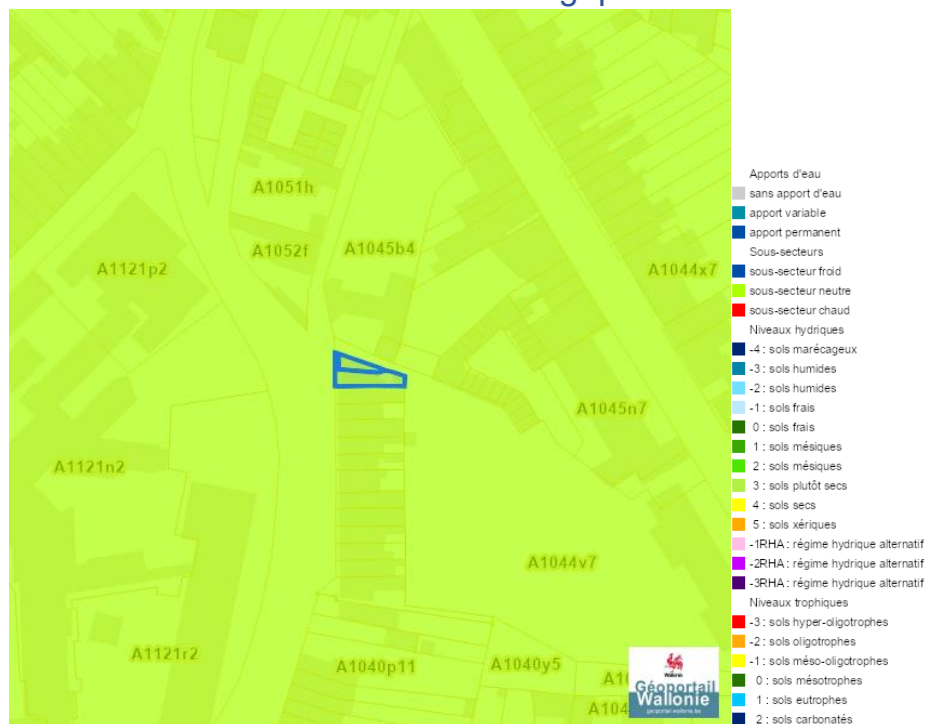 A1051h
A1052f
A1045b4
A1121p2
A1044x7
A1045n7
A1121n2
A1044v7
A1121r2
A1040p11
A1040y5
Wallonie
Géoportail
Wallonie
geoportail.wallonie.be
Apports d'eau
sans apport d'eau
apport variable
apport permanent
Sous-secteurs
sous-secteur froid
sous-secteur neutre
sous-secteur chaud
Niveaux hydriques
-4 : sols marécageux
-3 : sols humides
-2 : sols humides
-1 : sols frais
0 : sols frais
1 : sols mésiques
2 : sols mésiques
3 : sols plutôt secs
4 : sols secs
5 : sols xériques
-1RHA : régime hydrique alternatif
-2RHA : régime hydrique alternatif
-3RHA : régime hydrique alternatif
Niveaux trophiques
-3 : sols hyper-oligotrophes
-2 : sols oligotrophes
-1 : sols méso-oligotrophes
0 : sols mésotrophes
1 : sols eutrophes
2 : sols carbonatés